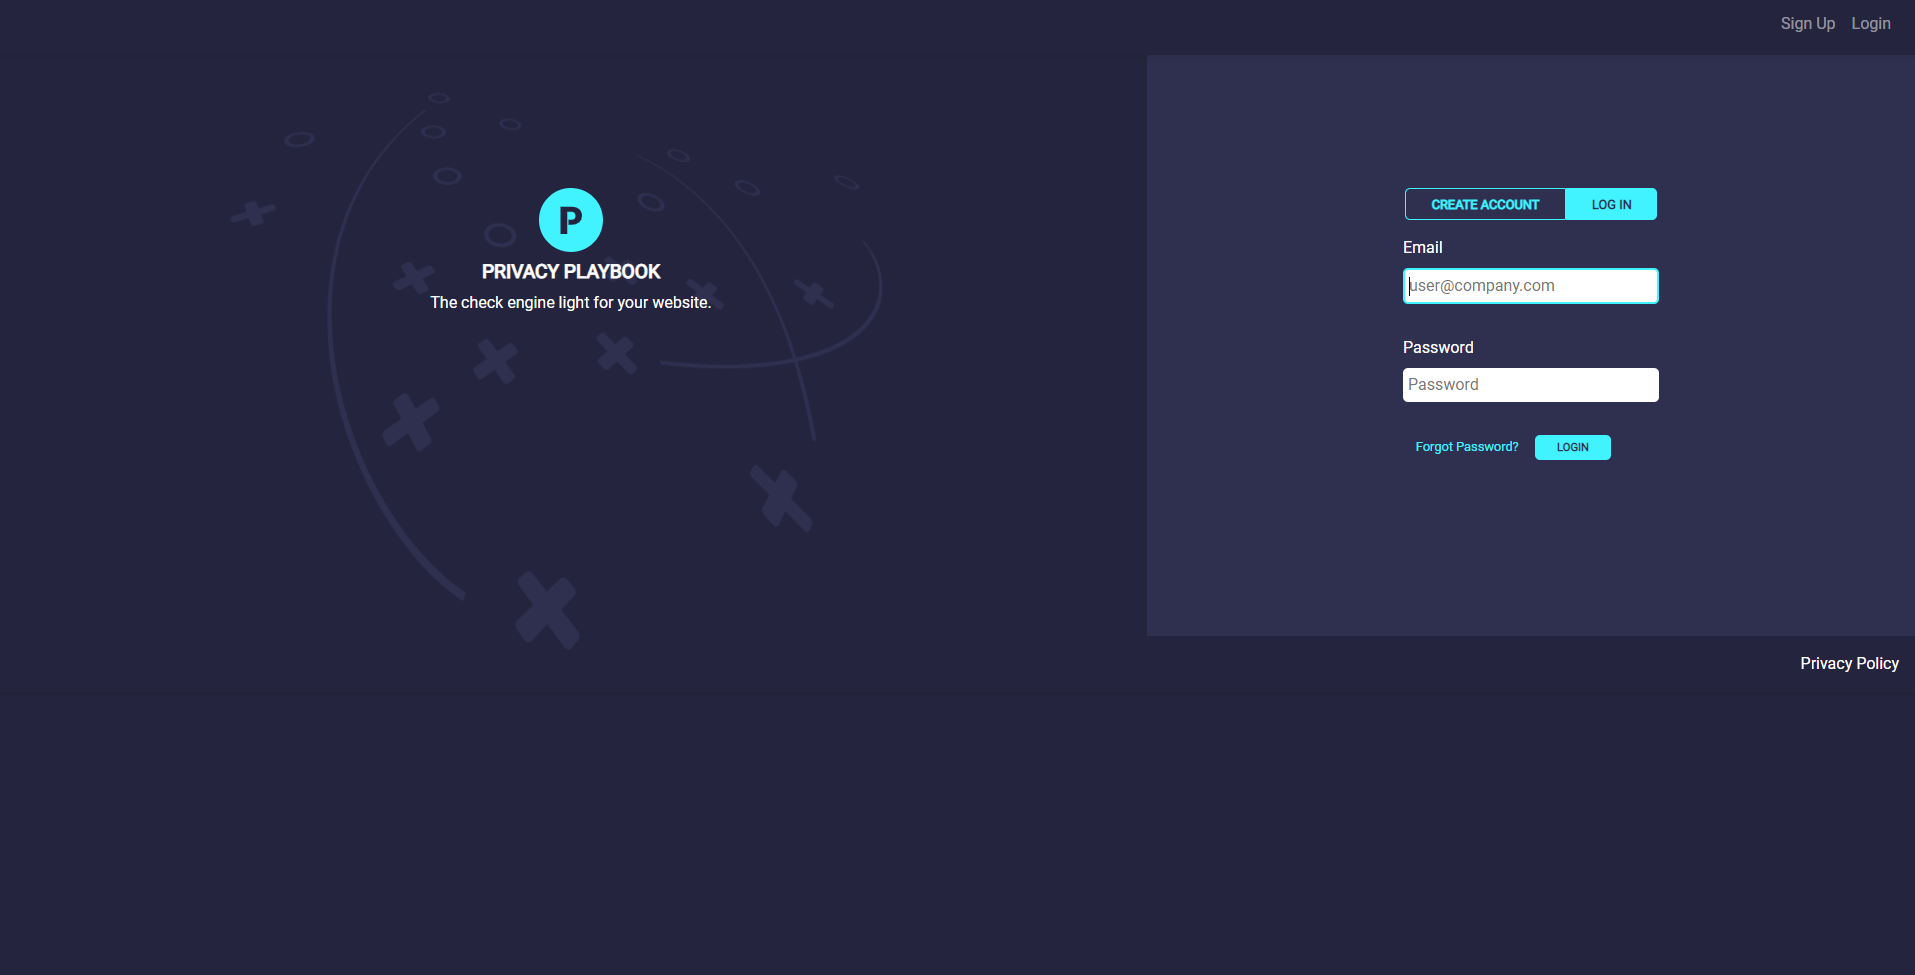 Sign Up Login
P
PRIVACY PLAYBOOK
The check engine light for your website.
CREATE ACCOUNT LOG IN
Email
user@company.com
Password
Password
Forgot Password? LOGIN
Privacy Policy